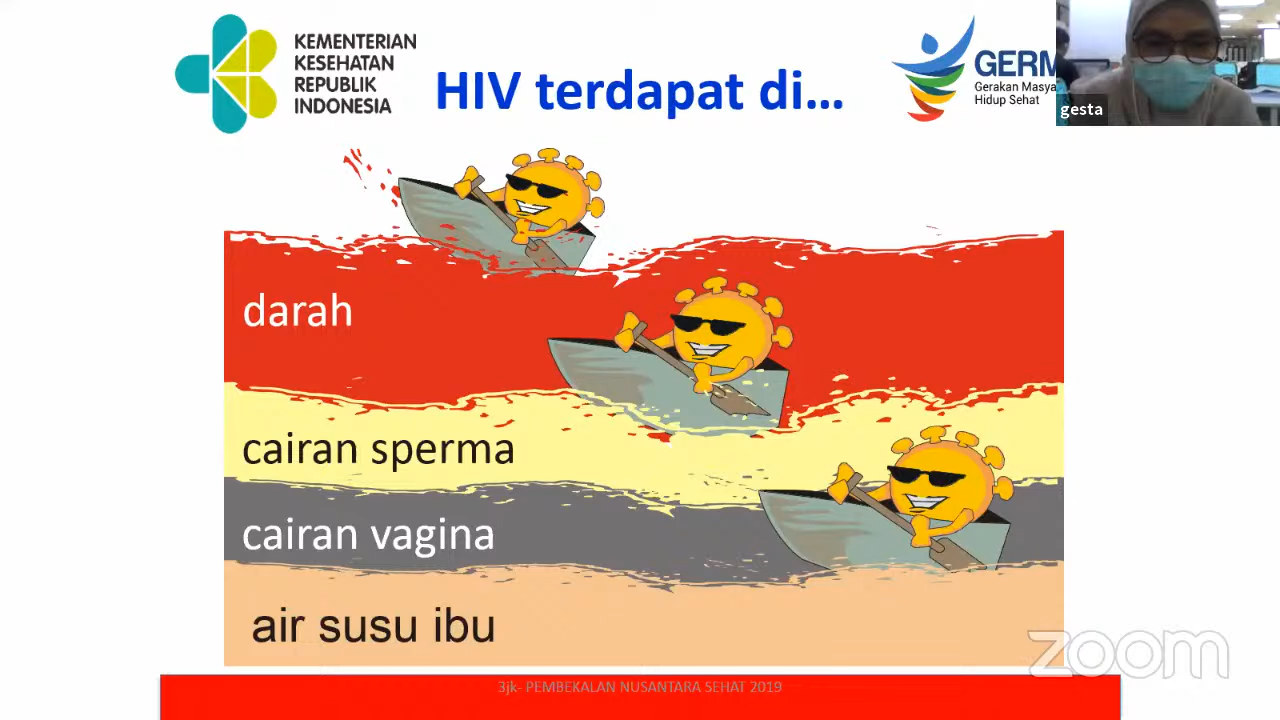 KEMENTERIAN
KESEHATAN
REPUBLIK
INDONESIA
HIV terdapat di...
GERM
Gerakan Masya
Hidup Sehat
gesta
darah
cairan sperma
cairan vagina
air susu ibu
zoom
3jk- PEMBEKALAN NUSANTARA SEHAT 2019